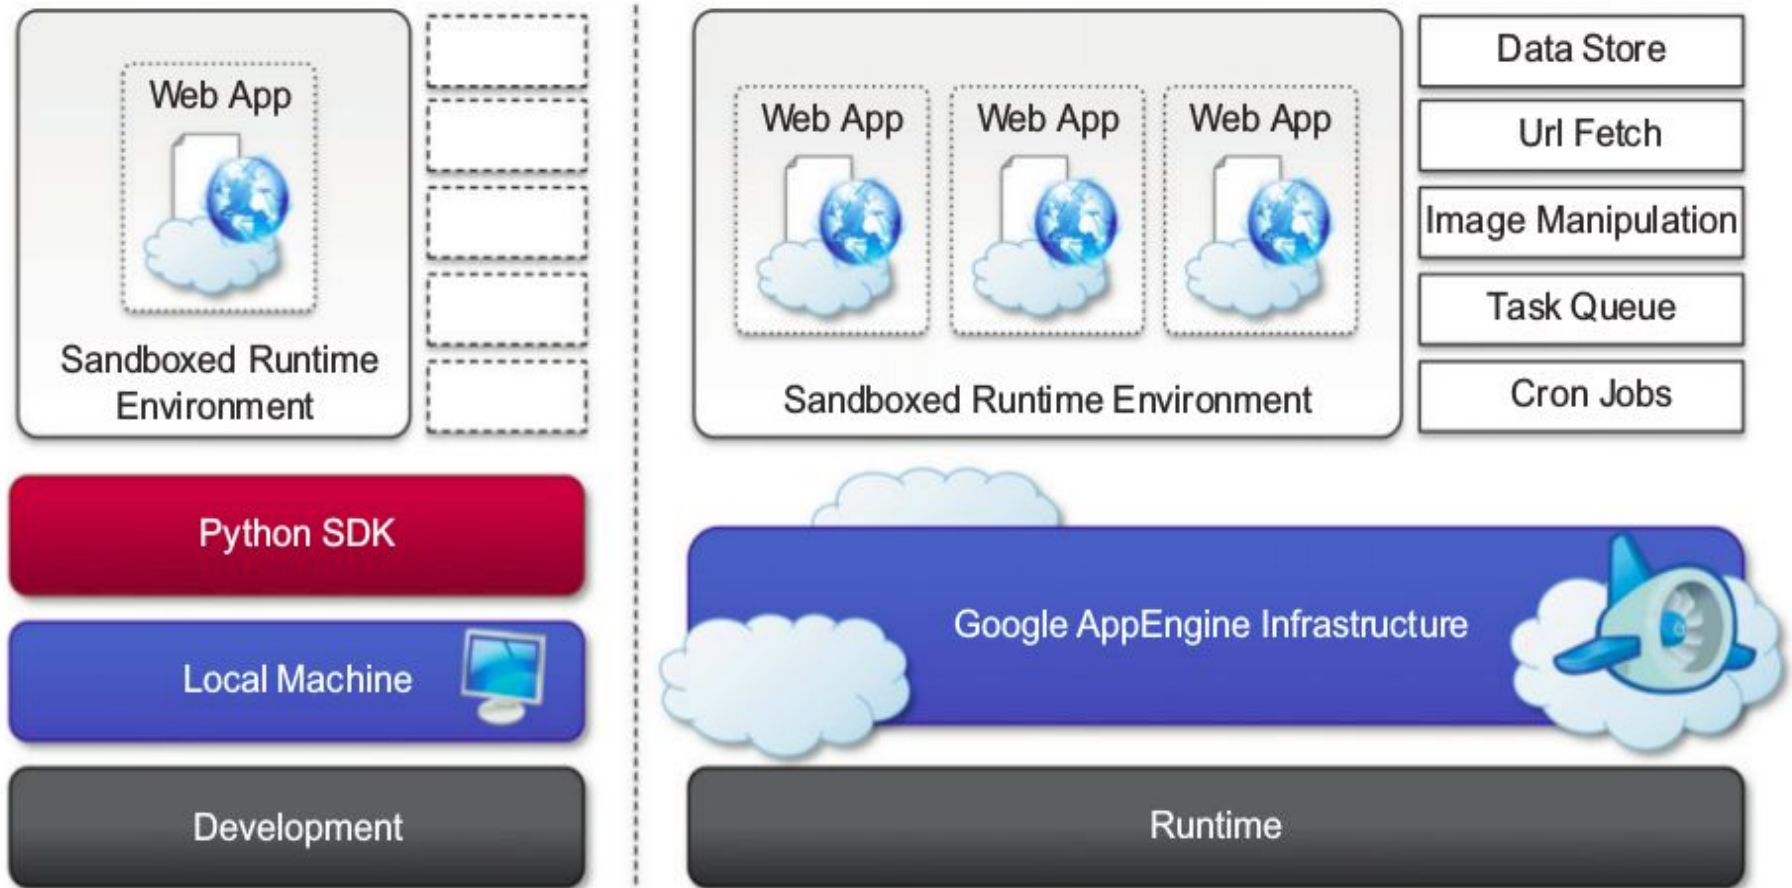 Web App
Sandboxed Runtime
Environment
Python SDK
Local Machine
Development
Web App
Web App
Web App
Sandboxed Runtime Environment
Data Store
Url Fetch
Image Manipulation
Task Queue
Cron Jobs
Google AppEngine Infrastructure
Runtime